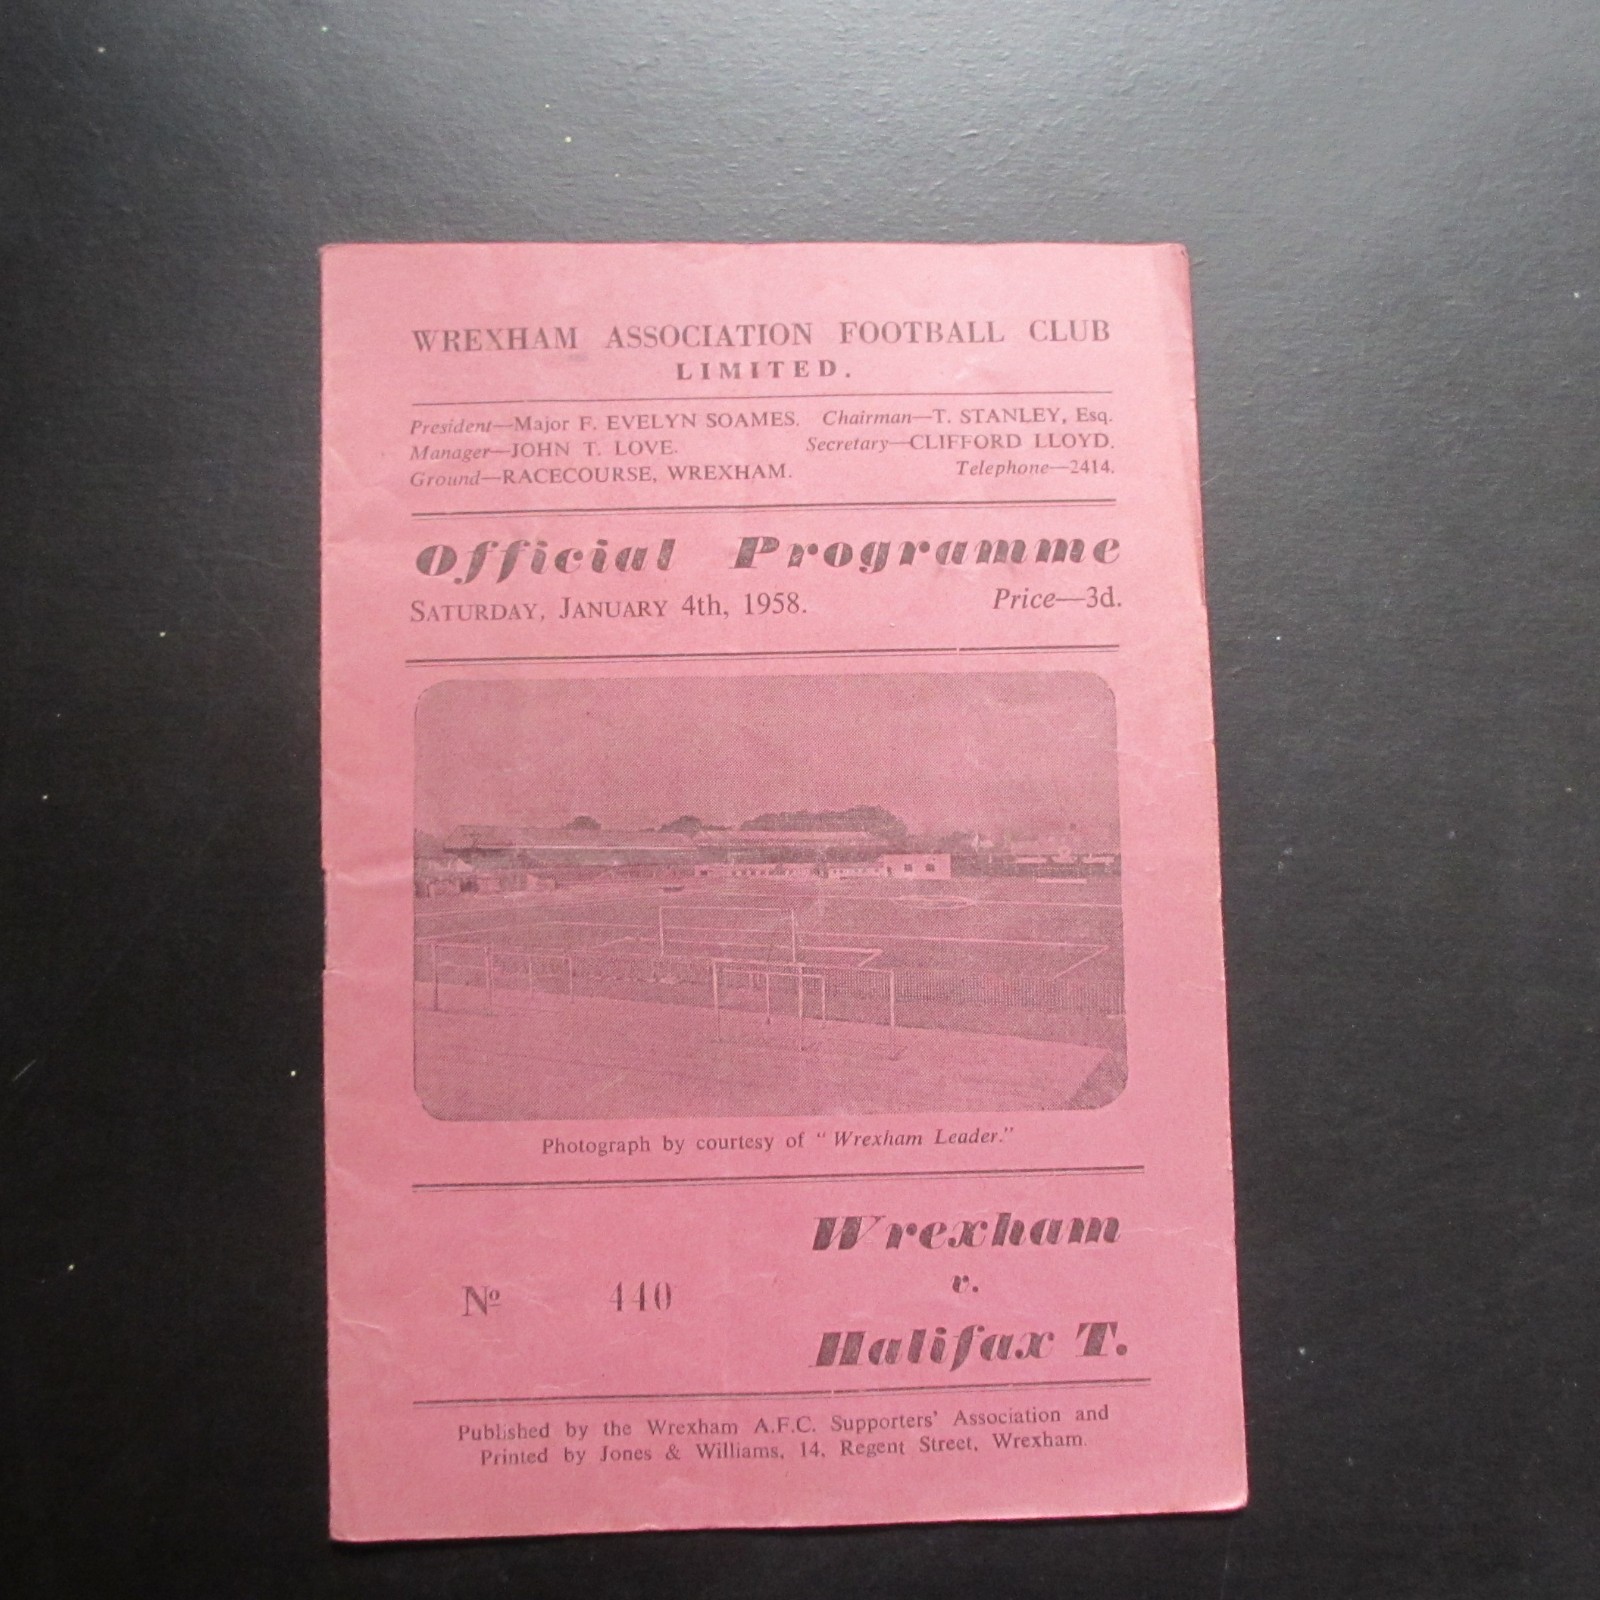 WREXHAM ASSOCIATION FOOTBALL CLUB
LIMITED.
President—Major F. EVELYN SOAMES. Chairman—T. STANLEY, Esq.
Manager—JOHN T. LOVE. Secretary—CLIFFORD LLOYD.
Ground—RACECOURSE, WREXHAM. Telephone—2414.
Official Programme
SATURDAY, JANUARY 4th, 1958. Price—3d.
Photograph by courtesy of "Wrexham Leader."
Wrexham
v.
Nº 440
Halifax T.
Published by the Wrexham A.F.C. Supporters' Association and
Printed by Jones & Williams, 14, Regent Street, Wrexham.